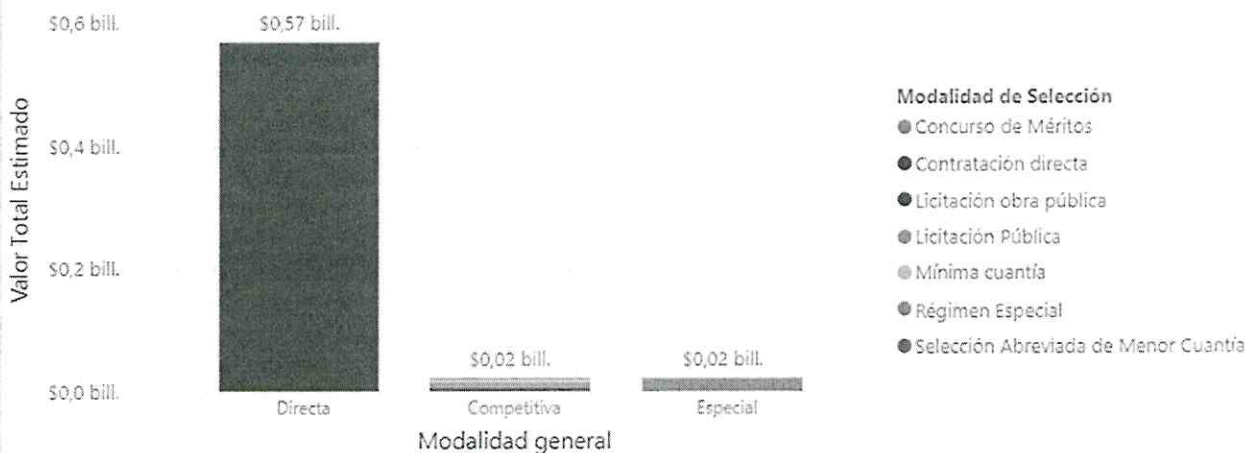 Valor Total Estimado
$0,6 bill.
$0,4 bill.
$0,2 bill.
$0,0 bill.
$0,57 bill.
$0,02 bill.
$0,02 bill.
Directa
Competitiva
Especial
Modalidad general
Modalidad de Selección
Concurso de Méritos
Contratación directa
Licitación obra pública
Licitación Pública
Mínima cuantía
Régimen Especial
Selección Abreviada de Menor Cuantía